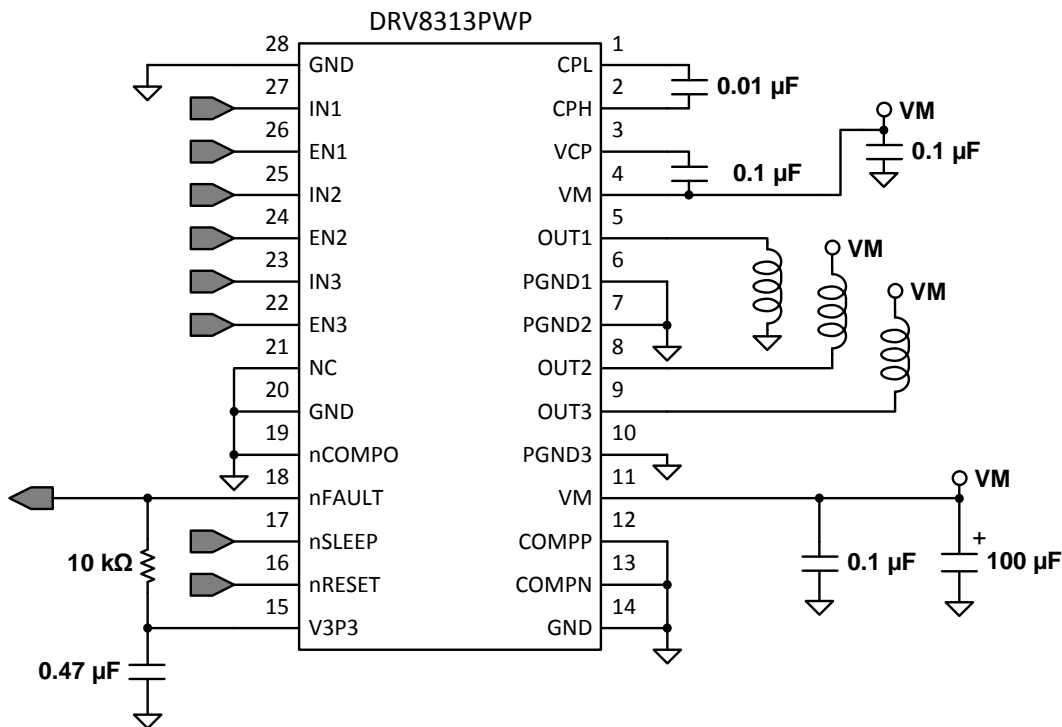 DRV8313PWP
28 GND CPL 1
0.01 µF
27 IN1 CPH 2
VM
26 EN1 VCP 3
0.1 µF
0.1 µF
25 IN2 VM 4
24 EN2 OUT1 5
VM
23 IN3 PGND1 6
VM
22 EN3 PGND2 7
21 NC OUT2 8
20 GND OUT3 9
19 nCOMPO PGND3 10
18 nFAULT VM 11
VM
17 nSLEEP COMPP 12
10 kΩ
0.1 µF
+
100 µF
16 nRESET COMPN 13
15 V3P3 GND 14
0.47 µF